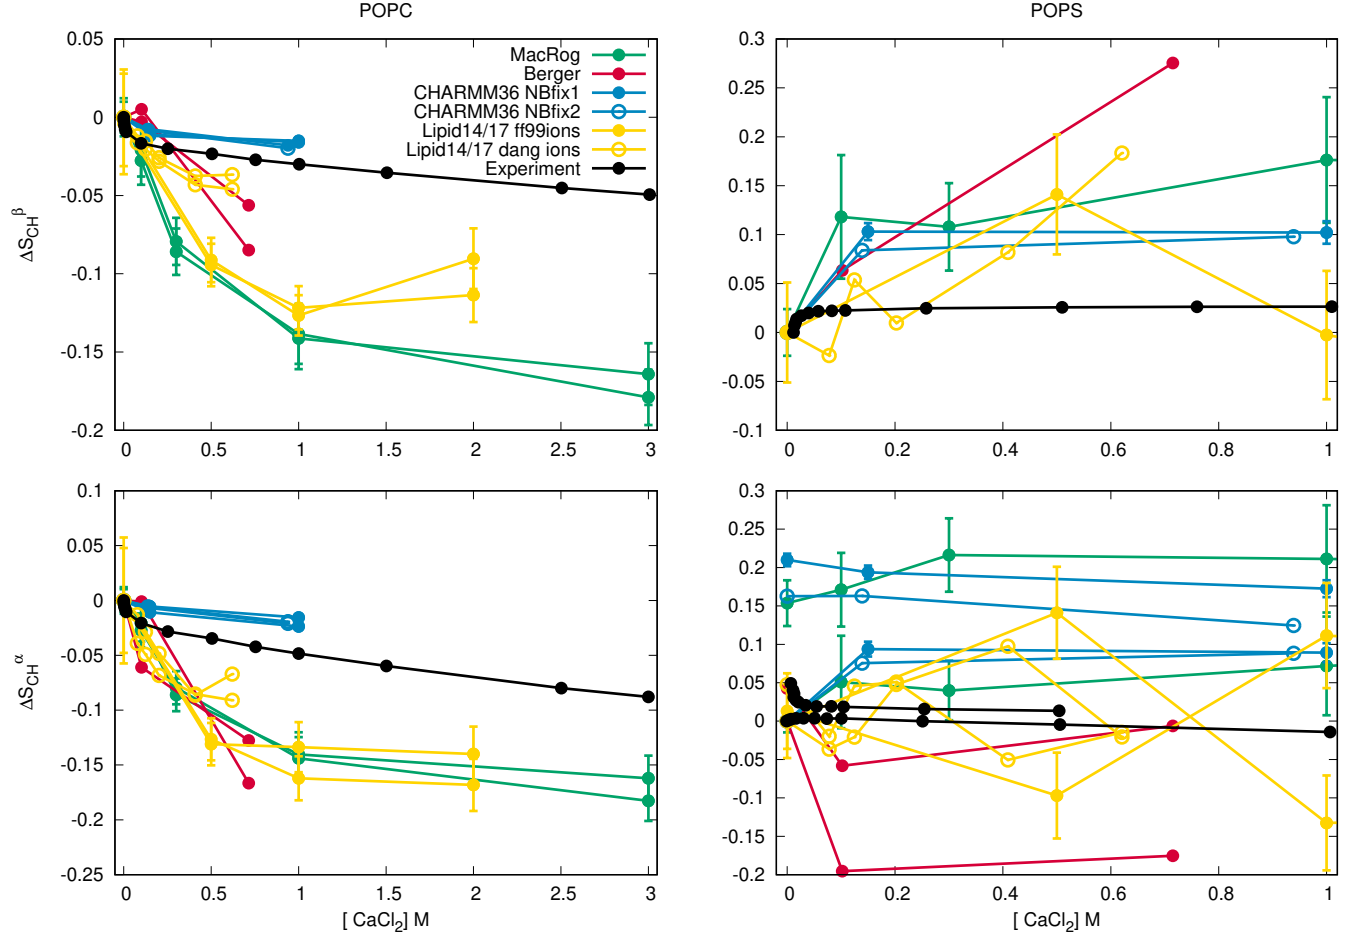 POPC
POPS
0.05
0
-0.05
-0.1
-0.15
-0.2
ΔS_CH^β
MacRog
Berger
CHARMM36 NBfix1
CHARMM36 NBfix2
Lipid14/17 ff99ions
Lipid14/17 dang ions
Experiment
0 0.5 1 1.5 2 2.5 3
0.3
0.25
0.2
0.15
0.1
0.05
0
-0.05
-0.1
0 0.2 0.4 0.6 0.8 1
0.1
0.05
0
-0.05
-0.1
-0.15
-0.2
-0.25
ΔS_CH^α
0 0.5 1 1.5 2 2.5 3
[ CaCl₂] M
0.3
0.25
0.2
0.15
0.1
0.05
0
-0.05
-0.1
-0.15
-0.2
0 0.2 0.4 0.6 0.8 1
[ CaCl₂] M